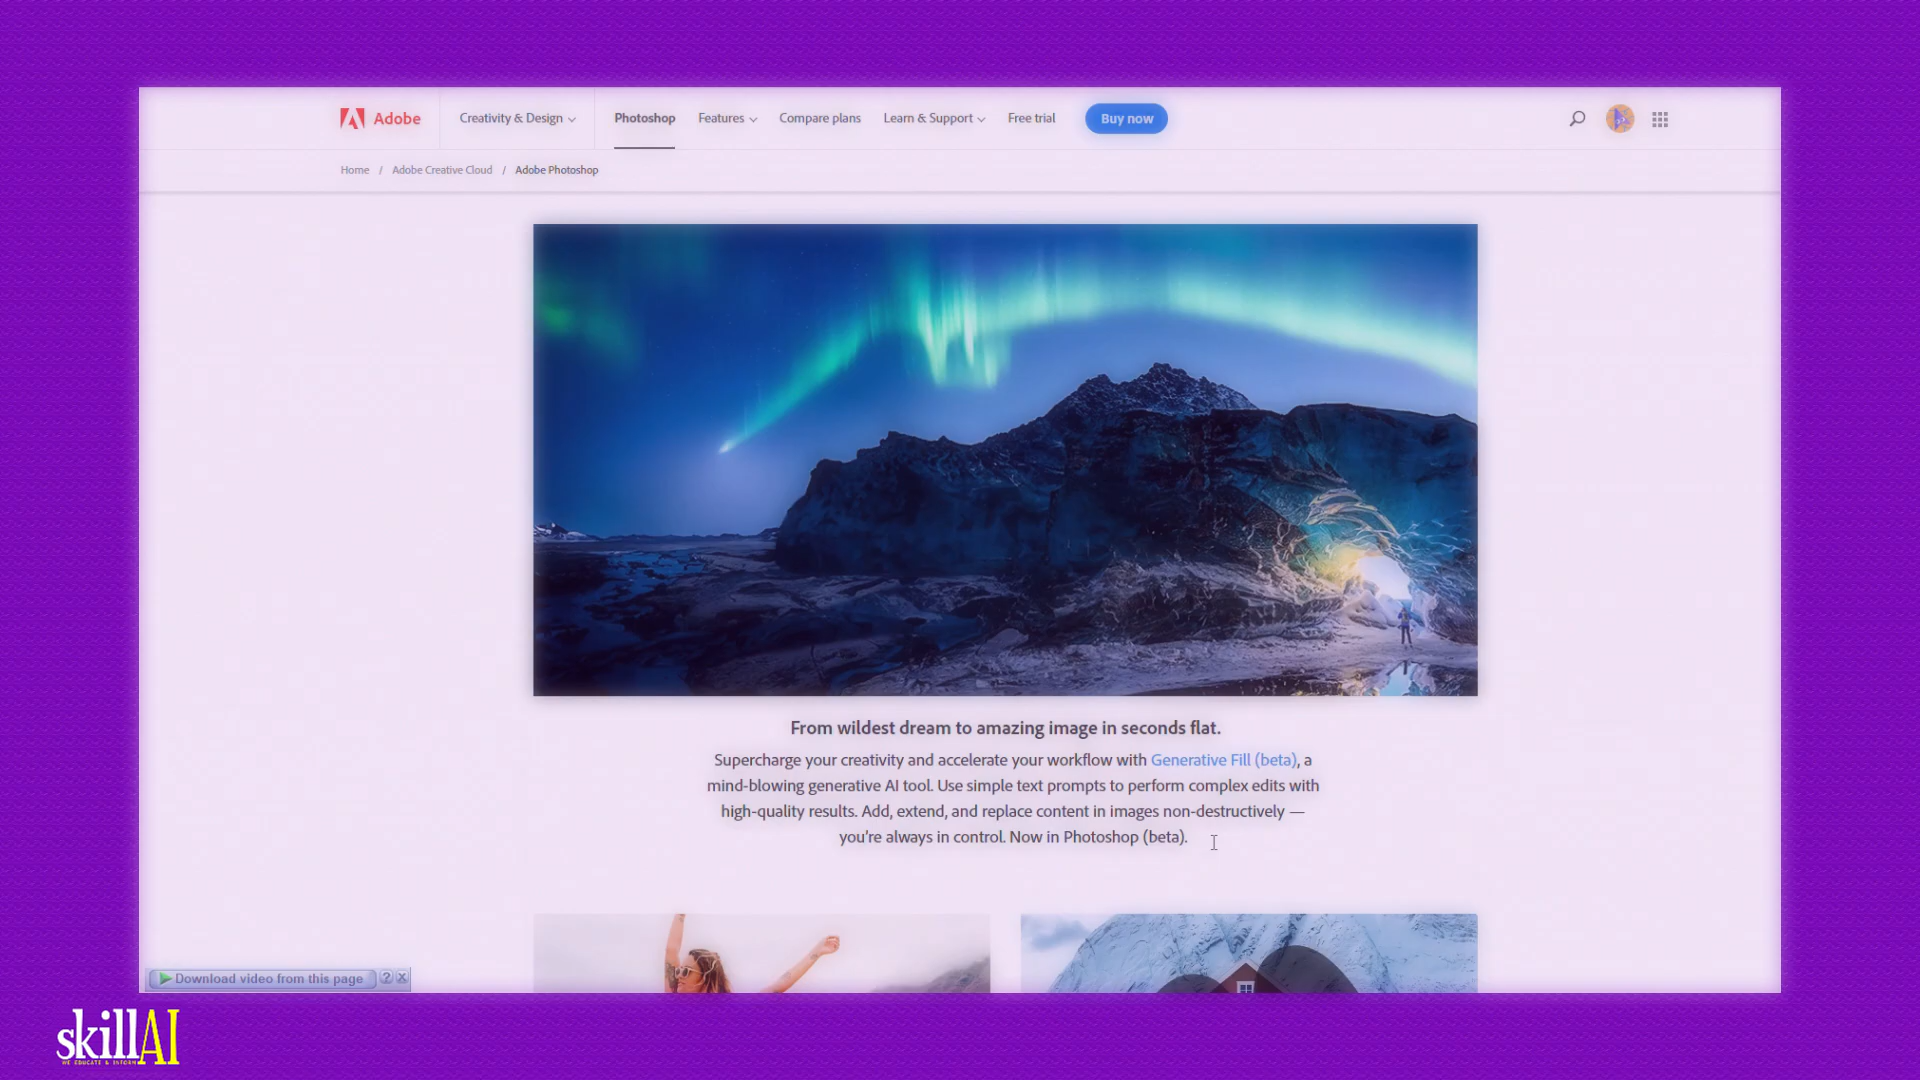 Adobe
Creativity & Design
Photoshop
Features
Compare plans
Learn & Support
Free trial
Buy now
Home / Adobe Creative Cloud / Adobe Photoshop
From wildest dream to amazing image in seconds flat.
Supercharge your creativity and accelerate your workflow with Generative Fill (beta), a
mind-blowing generative AI tool. Use simple text prompts to perform complex edits with
high-quality results. Add, extend, and replace content in images non-destructively —
you're always in control. Now in Photoshop (beta).
Download video from this page ? X
skillAI
WE EDUCATE & INFORM